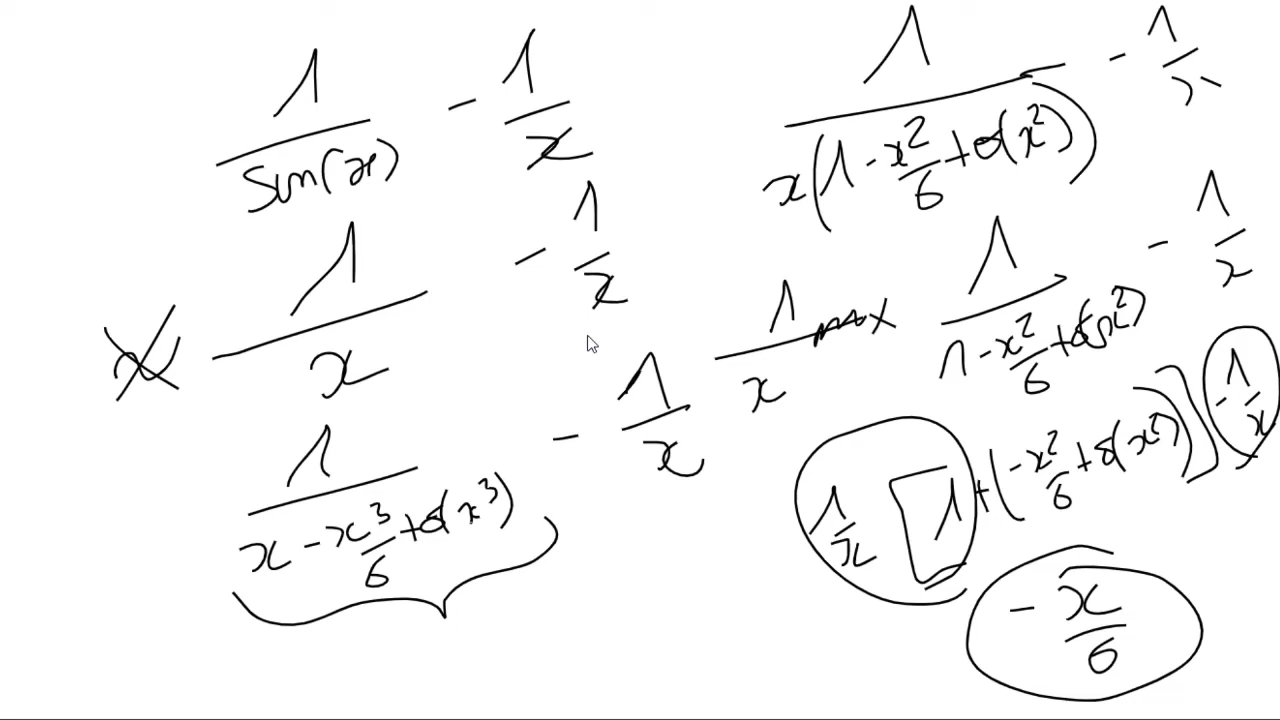 1/sin(x) - 1/x
x 1/x - 1/x
1/(x - x³/6 + o(x³)) - 1/x
1/(x(1 - x²/6 + o(x²))) - 1/x
1/x × 1/(1 - x²/6 + o(x²)) - 1/x
1/x [1 + (-x²/6 + o(x²))] - 1/x
-x/6